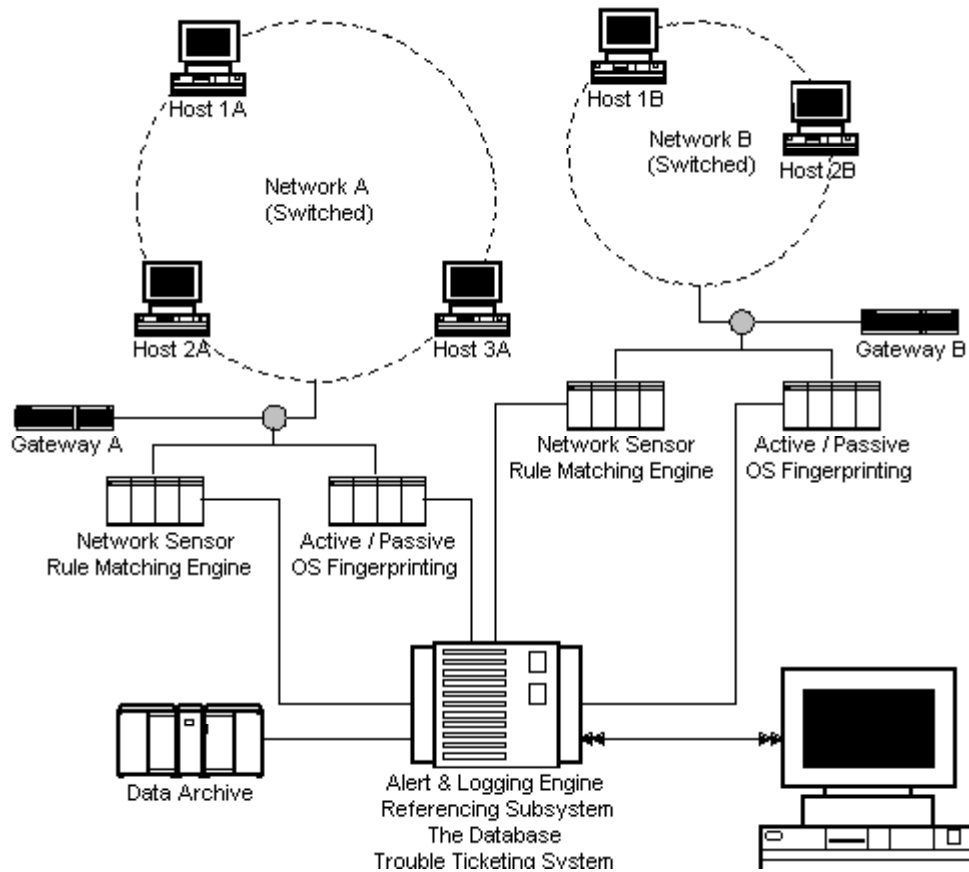 Host 1A
Network A
(Switched)
Host 2A
Host 3A
Host 1B
Network B
(Switched)
Host 2B
Gateway A
Gateway B
Network Sensor
Rule Matching Engine
Active / Passive
OS Fingerprinting
Network Sensor
Rule Matching Engine
Active / Passive
OS Fingerprinting
Data Archive
Alert & Logging Engine
Referencing Subsystem
The Database
Trouble Ticketing System